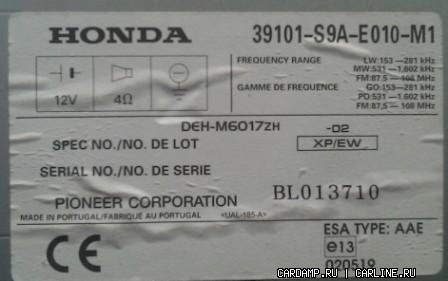 HONDA 39101-S9A-E010-M1
FREQUENCY RANGE LW:153—281 kHz
MW:531—1,602 kHz
FM:87.5—108 MHz
GAMME DE FREQUENCE GO:153—281 kHz
PO:531—1,602 kHz
FM:87.5—108 MHz
12V 4Ω
DEH-M6017ZH -02
SPEC NO./NO. DE LOT XP/EW
SERIAL NO./NO. DE SERIE
PIONEER CORPORATION BL013710
MADE IN PORTUGAL/FABRIQUÉ AU PORTUGAL <UAL-185-A>
CE ESA TYPE: AAE
e13
020519
CARDAMP.RU | CARLINE.RU